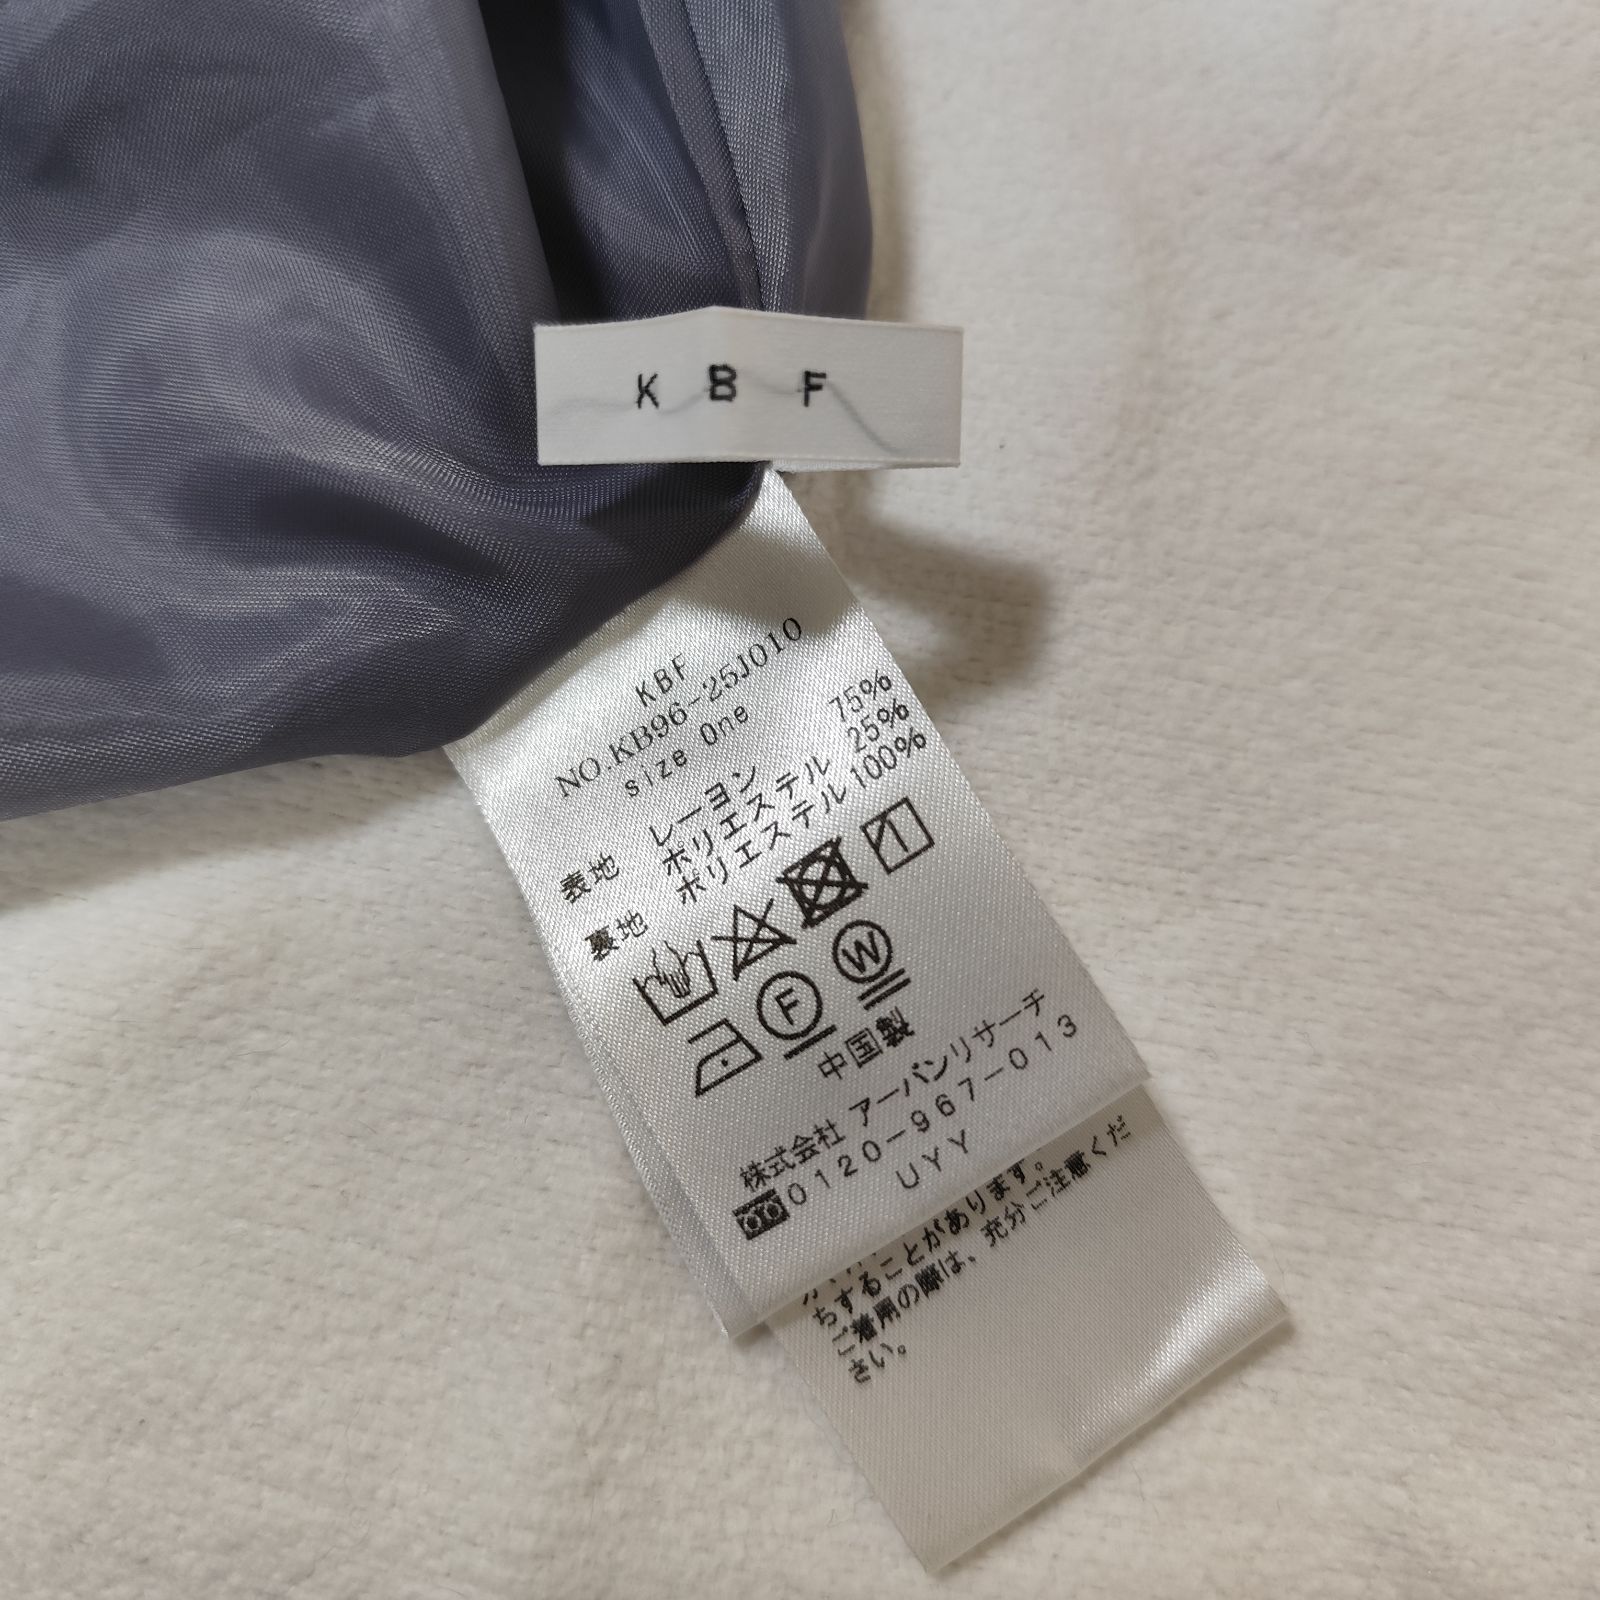 K B F
KBF
NO.KB96-25J010
size One
表地 レーヨン 75%
ポリエステル 25%
裏地 ポリエステル 100%
F W
中国製
株式会社 アーバンリサーチ
0120-967-013
UYY
することがあります。
ご着用の際は、充分ご注意くだ
さい。